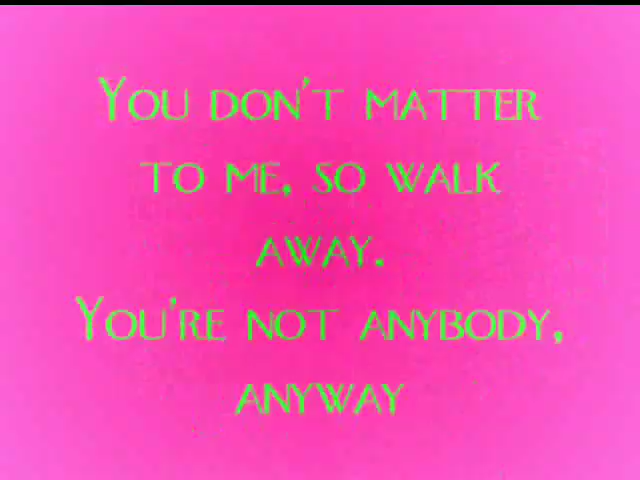 You don't matter
to me, so walk
away.
You're not anybody,
anyway